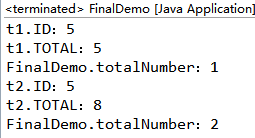 <terminated> FinalDemo [Java Application]
t1.ID: 5
t1.TOTAL: 5
FinalDemo.totalNumber: 1
t2.ID: 5
t2.TOTAL: 8
FinalDemo.totalNumber: 2